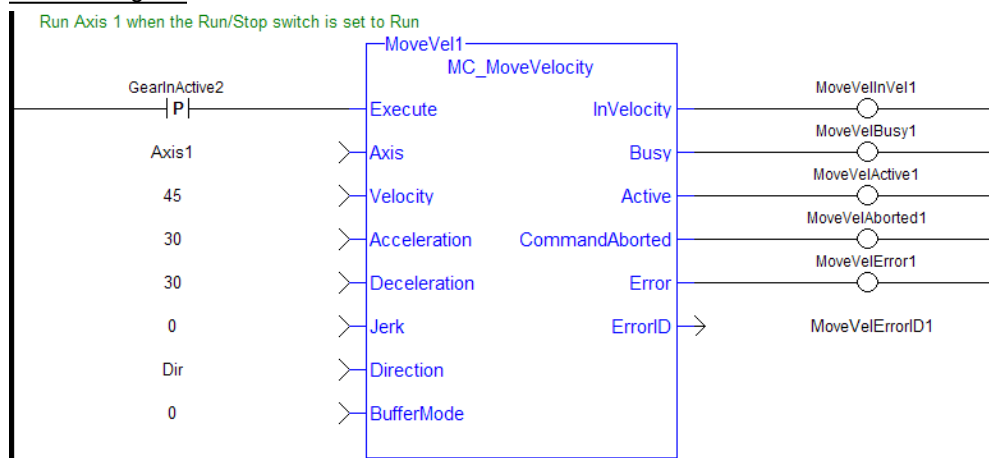 Run Axis 1 when the Run/Stop switch is set to Run
MoveVel1
MC_MoveVelocity
GearInActive2
P
Execute
InVelocity
MoveVelInVel1
Axis1
Axis
Busy
MoveVelBusy1
45
Velocity
Active
MoveVelActive1
30
Acceleration
CommandAborted
MoveVelAborted1
30
Deceleration
Error
MoveVelError1
0
Jerk
ErrorID
MoveVelErrorID1
Dir
Direction
0
BufferMode